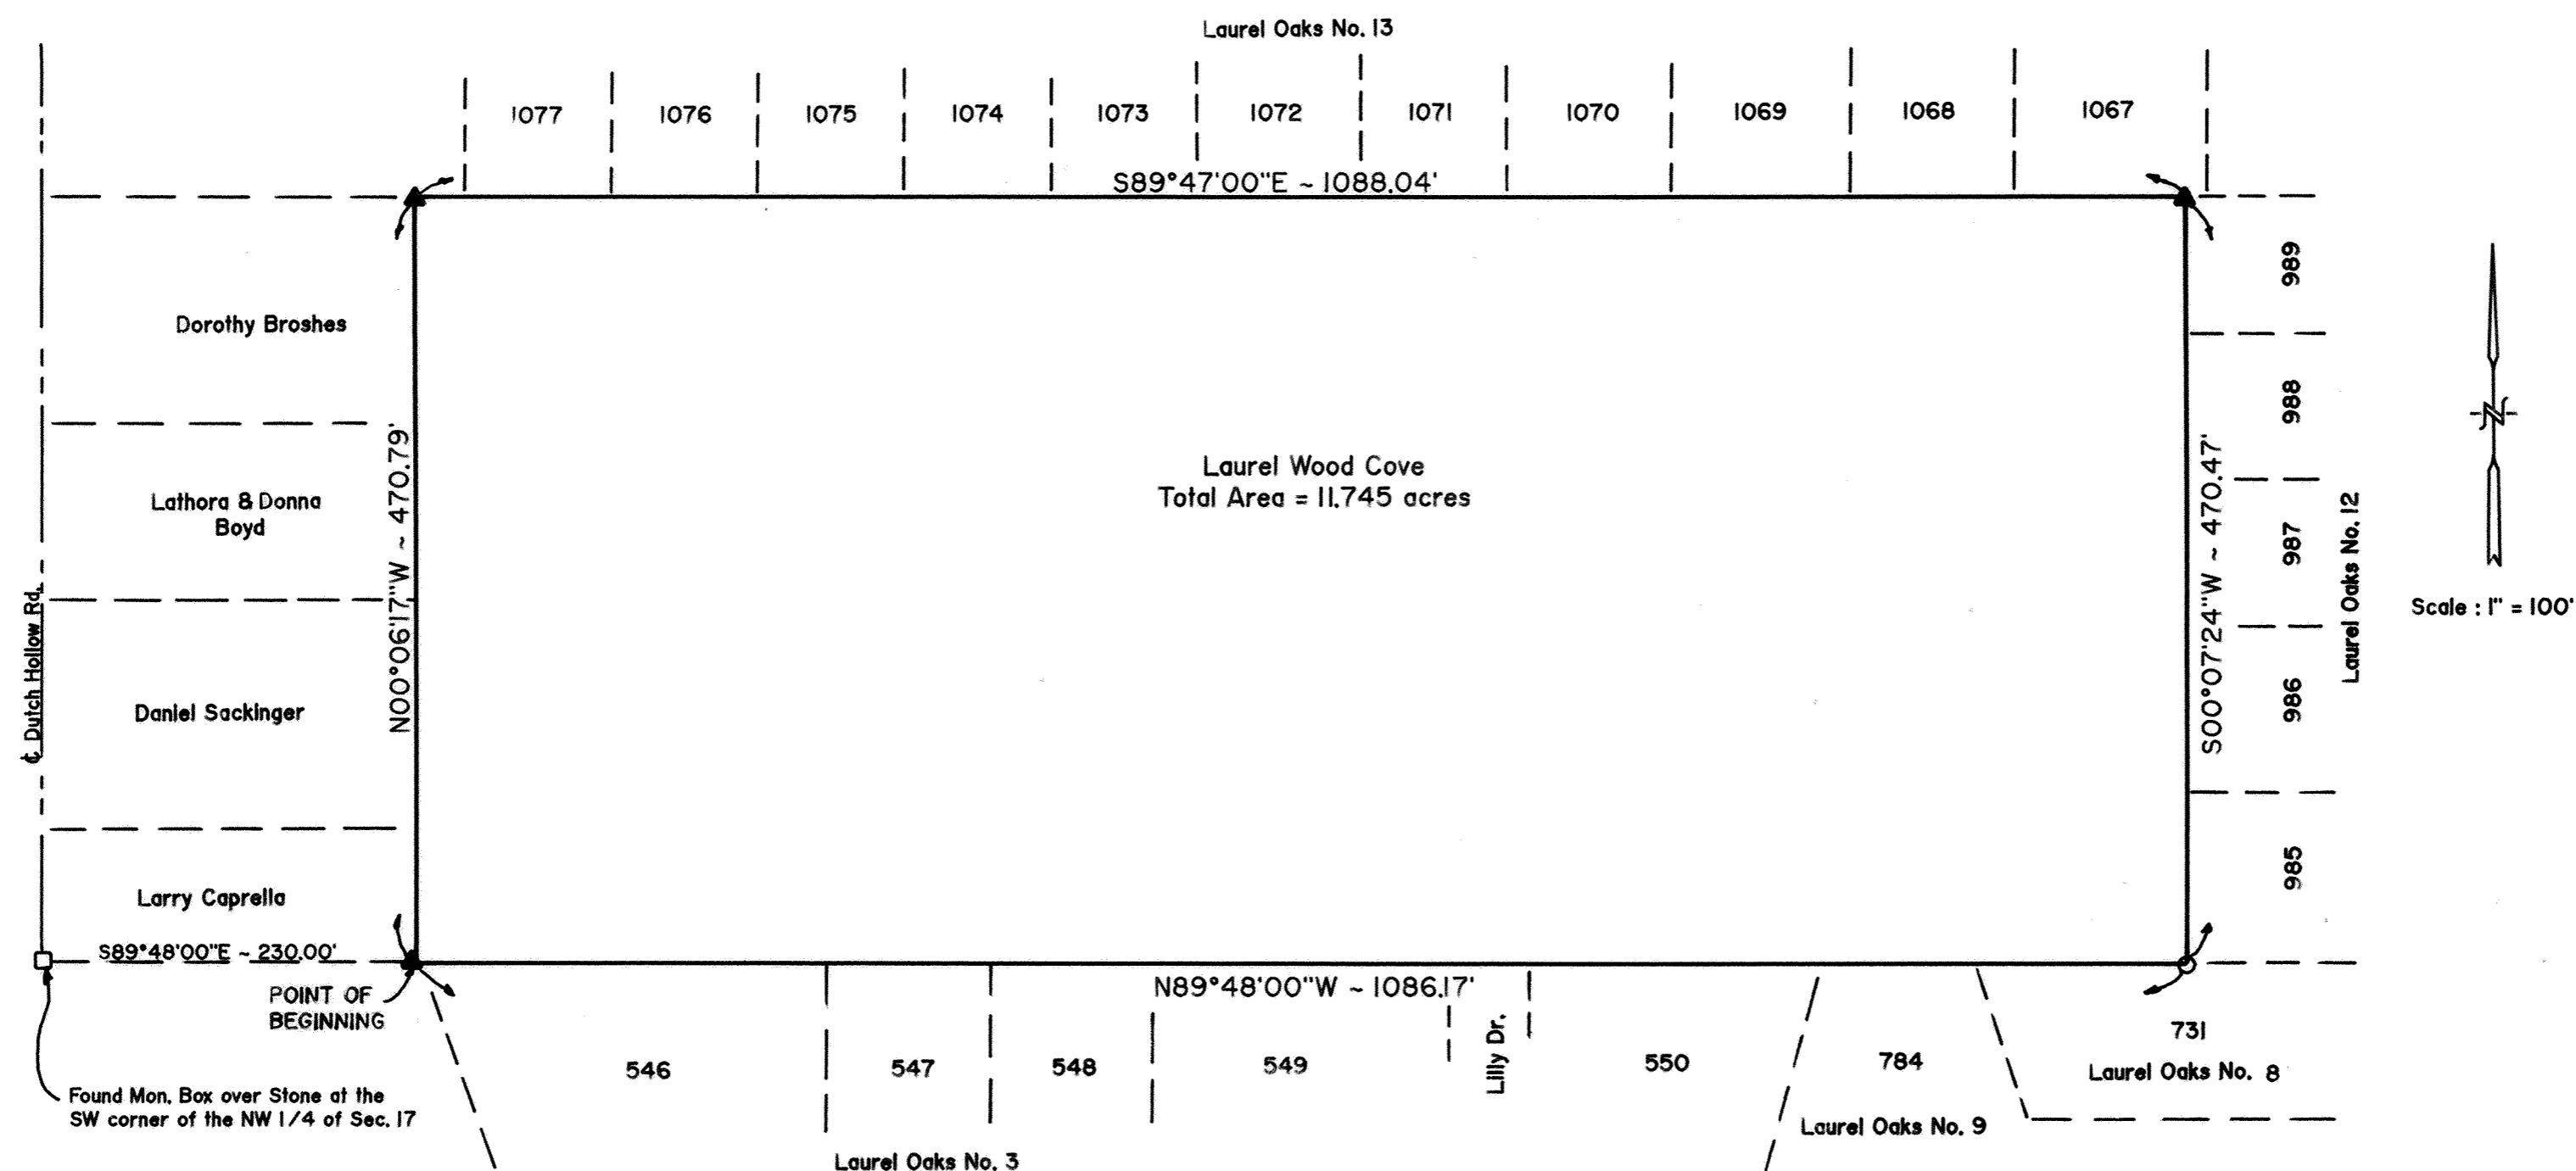 Laurel Oaks No. 13
1077 1076 1075 1074 1073 1072 1071 1070 1069 1068 1067
S89°47'00"E ~ 1088.04'
Dorothy Broshes
Lathora & Donna
Boyd
Daniel Sackinger
Larry Caprella
℄ Dutch Hollow Rd.
N00°06'17"W ~ 470.79'
Laurel Wood Cove
Total Area = 11.745 acres
S00°07'24"W ~ 470.47'
989
988
987
986
985
Laurel Oaks No. 12
N
Scale : 1" = 100'
S89°48'00"E ~ 230.00'
POINT OF
BEGINNING
N89°48'00"W ~ 1086.17'
Found Mon. Box over Stone at the
SW corner of the NW 1/4 of Sec. 17
546 547 548 549
Lilly Dr.
550 784
731
Laurel Oaks No. 8
Laurel Oaks No. 9
Laurel Oaks No. 3